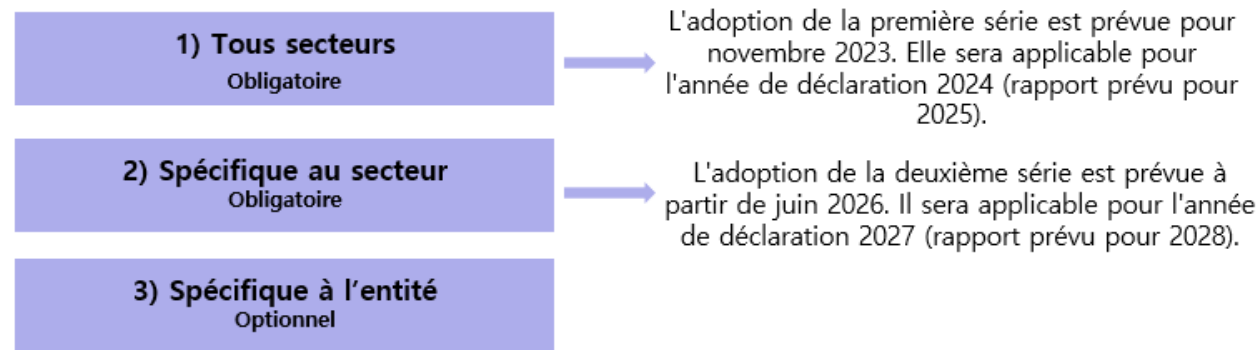 1) Tous secteurs
Obligatoire
L'adoption de la première série est prévue pour
novembre 2023. Elle sera applicable pour
l'année de déclaration 2024 (rapport prévu pour
2025).
2) Spécifique au secteur
Obligatoire
L'adoption de la deuxième série est prévue à
partir de juin 2026. Il sera applicable pour l'année
de déclaration 2027 (rapport prévu pour 2028).
3) Spécifique à l’entité
Optionnel